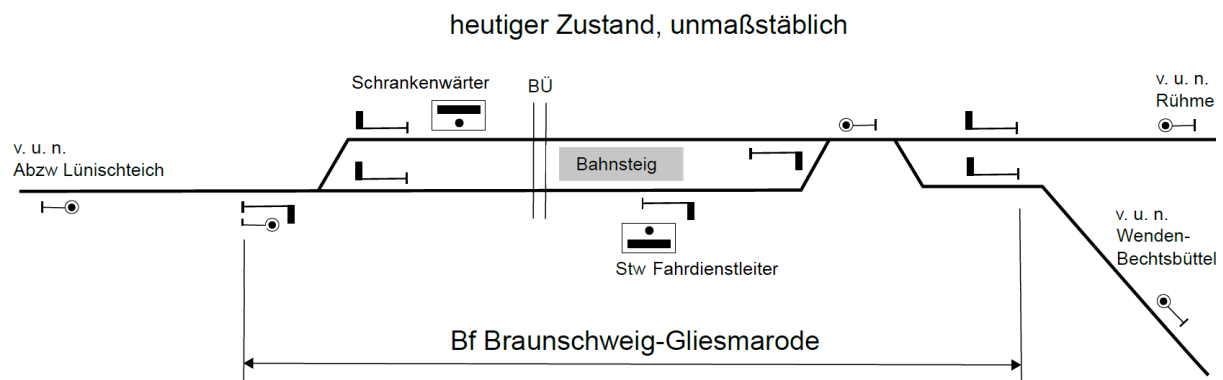 heutiger Zustand, unmaßstäblich
Schrankenwärter
BÜ
v. u. n.
Rühme
v. u. n.
Abzw Lünischteich
Bahnsteig
v. u. n.
Wenden-
Bechtsbüttel
Stw Fahrdienstleiter
Bf Braunschweig-Gliesmarode